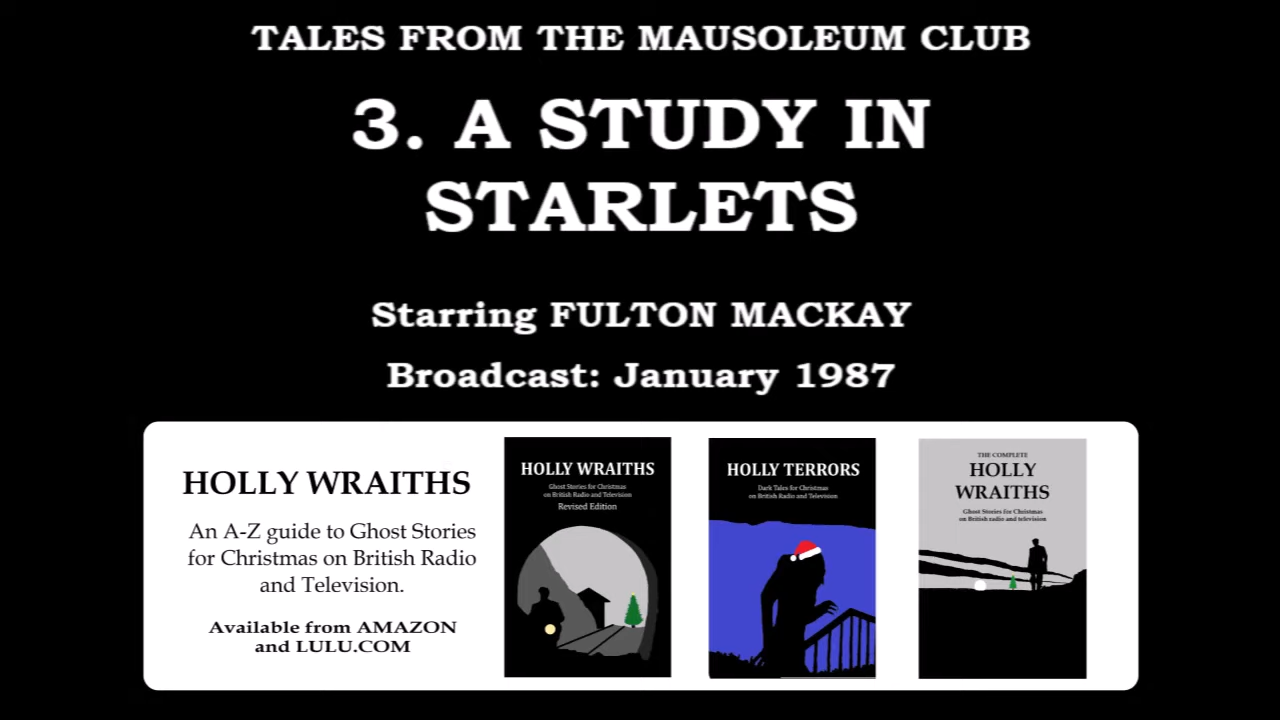 TALES FROM THE MAUSOLEUM CLUB
3. A STUDY IN
STARLETS
Starring FULTON MACKAY
Broadcast: January 1987
HOLLY WRAITHS
An A-Z guide to Ghost Stories
for Christmas on British Radio
and Television.
Available from AMAZON
and LULU.COM
HOLLY WRAITHS
Ghost Stories for Christmas
on British Radio and Television
Revised Edition
HOLLY TERRORS
Dark Tales for Christmas
on British Radio and Television
THE COMPLETE
HOLLY
WRAITHS
Ghost Stories for Christmas
on British radio and television